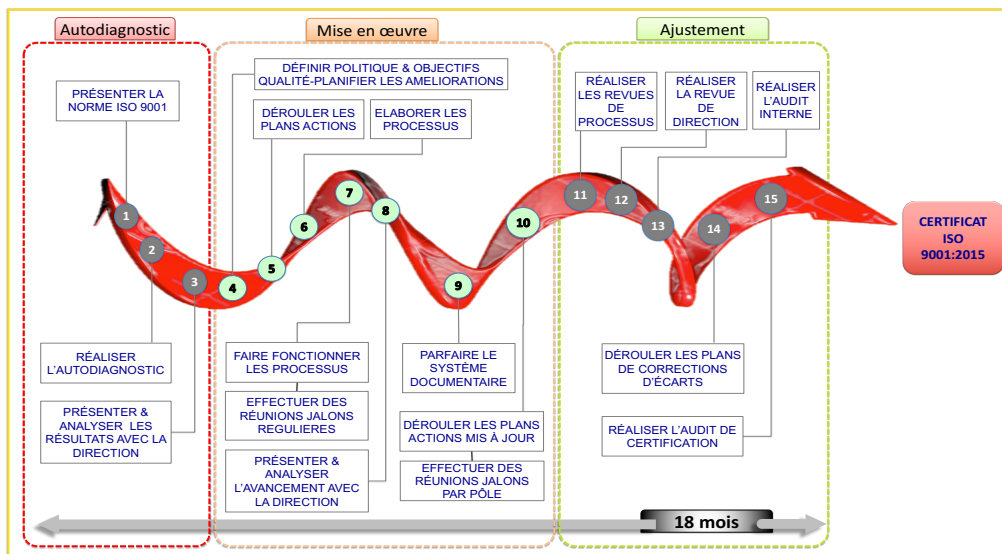 Autodiagnostic
Mise en œuvre
Ajustement
PRÉSENTER LA
NORME ISO 9001
DÉFINIR POLITIQUE & OBJECTIFS
QUALITÉ-PLANIFIER LES AMELIORATIONS
DÉROULER LES
PLANS ACTIONS
ELABORER LES
PROCESSUS
RÉALISER
LES REVUES
DE
PROCESSUS
RÉALISER
LA REVUE
DE
DIRECTION
RÉALISER
L'AUDIT
INTERNE
1
2
3
4
5
6
7
8
9
10
11
12
13
14
15
CERTIFICAT
ISO
9001:2015
RÉALISER
L'AUTODIAGNOSTIC
PRÉSENTER &
ANALYSER LES
RÉSULTATS AVEC LA
DIRECTION
FAIRE FONCTIONNER
LES PROCESSUS
EFFECTUER DES
RÉUNIONS JALONS
REGULIERES
PRÉSENTER &
ANALYSER
L'AVANCEMENT AVEC
LA DIRECTION
PARFAIRE LE
SYSTÈME
DOCUMENTAIRE
DÉROULER LES PLANS
ACTIONS MIS À JOUR
EFFECTUER DES
RÉUNIONS JALONS
PAR PÔLE
DÉROULER LES PLANS
DE CORRECTIONS
D'ÉCARTS
RÉALISER L'AUDIT DE
CERTIFICATION
18 mois